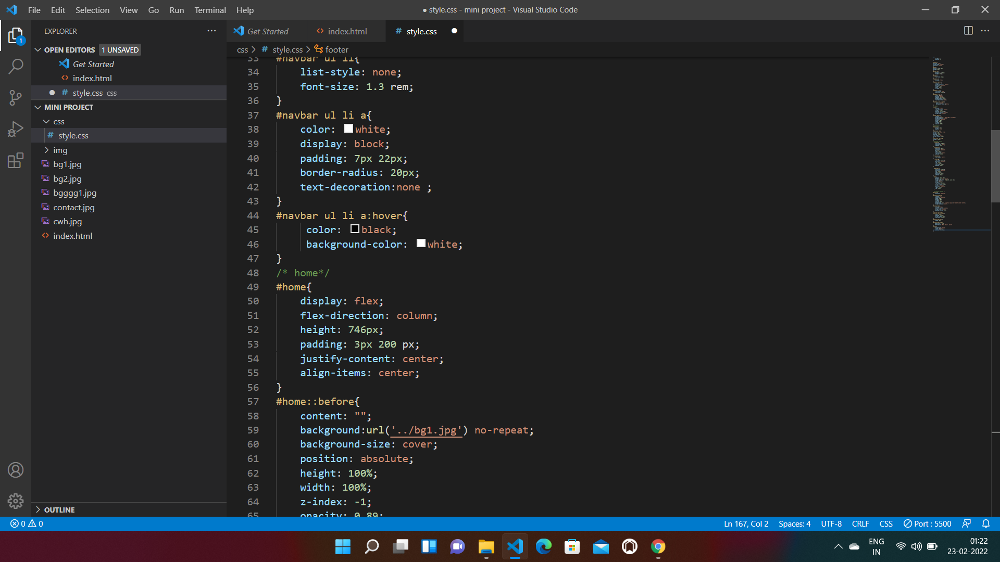 File Edit Selection View Go Run Terminal Help
● style.css - mini project - Visual Studio Code
EXPLORER
OPEN EDITORS 1 UNSAVED
Get Started
index.html
style.css css
MINI PROJECT
css
style.css
img
bg1.jpg
bg2.jpg
bgggg1.jpg
contact.jpg
cwh.jpg
index.html
OUTLINE
1
Get Started
index.html
# style.css
css > # style.css > footer
33 #navbar ul li{
34 list-style: none;
35 font-size: 1.3 rem;
36 }
37 #navbar ul li a{
38 color: white;
39 display: block;
40 padding: 7px 22px;
41 border-radius: 20px;
42 text-decoration:none ;
43 }
44 #navbar ul li a:hover{
45 color: black;
46 background-color: white;
47 }
48 /* home*/
49 #home{
50 display: flex;
51 flex-direction: column;
52 height: 746px;
53 padding: 3px 200 px;
54 justify-content: center;
55 align-items: center;
56 }
57 #home::before{
58 content: "";
59 background:url('../bg1.jpg') no-repeat;
60 background-size: cover;
61 position: absolute;
62 height: 100%;
63 width: 100%;
64 z-index: -1;
65 opacity: 0.89;
0 0
Ln 167, Col 2 Spaces: 4 UTF-8 CRLF CSS Port : 5500
ENG
IN
01:22
23-02-2022